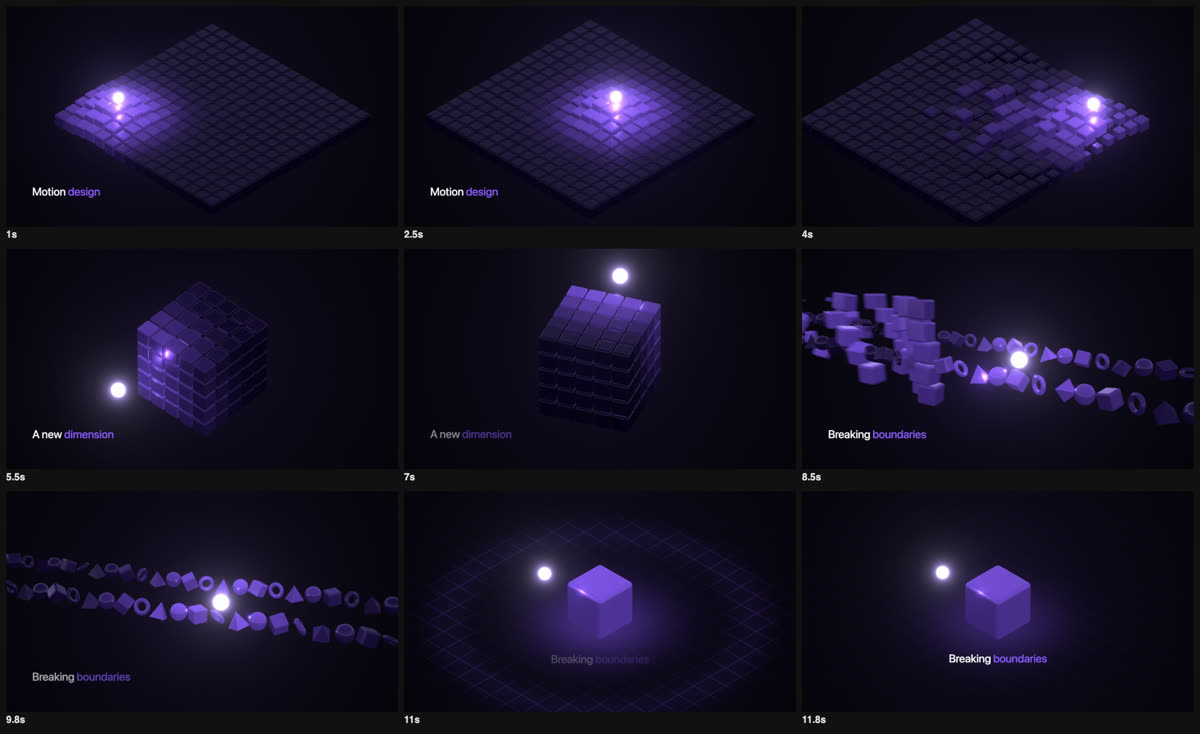 Motion design
1s
Motion design
2.5s
4s
A new dimension
5.5s
A new dimension
7s
Breaking boundaries
8.5s
Breaking boundaries
9.8s
Breaking boundaries
11s
Breaking boundaries
11.8s